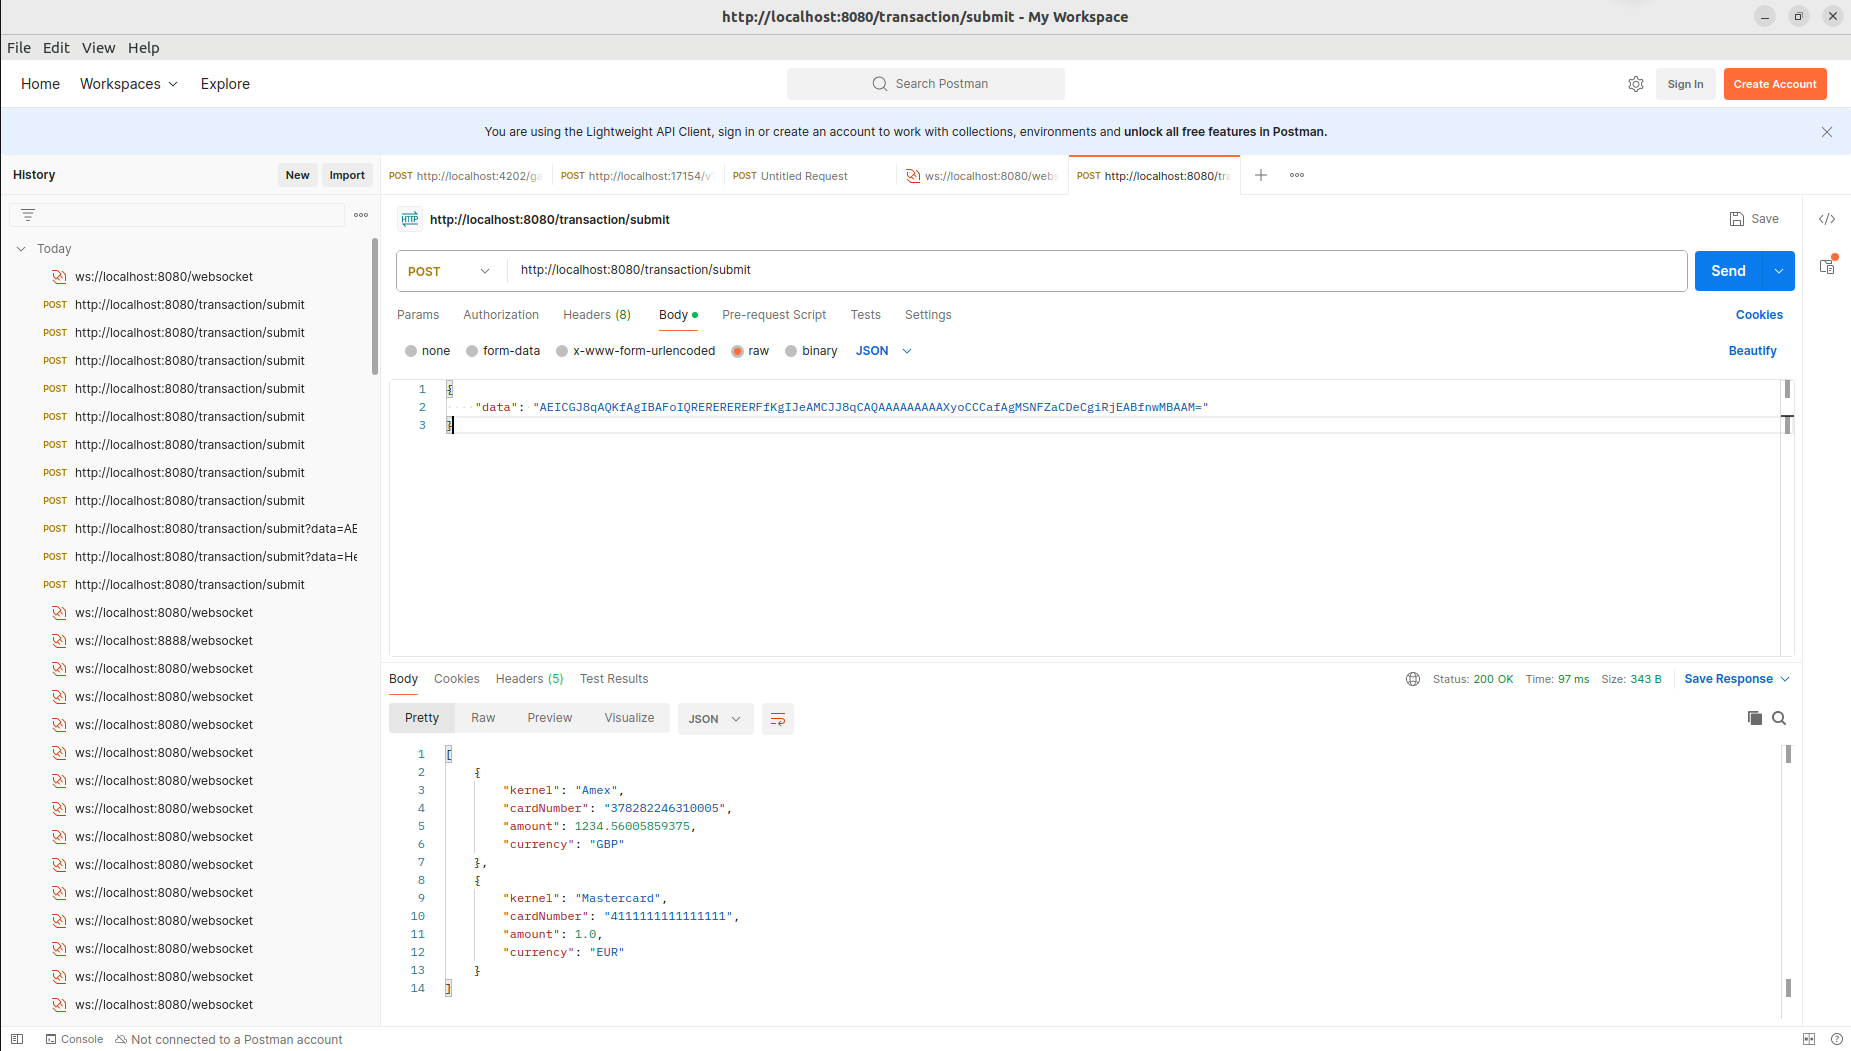 http://localhost:8080/transaction/submit - My Workspace
File Edit View Help
Home Workspaces Explore
Search Postman
Sign In
Create Account
You are using the Lightweight API Client, sign in or create an account to work with collections, environments and unlock all free features in Postman.
History
New
Import
POST http://localhost:4202/ga
POST http://localhost:17154/v
POST Untitled Request
ws://localhost:8080/webs
POST http://localhost:8080/tra
Today
ws://localhost:8080/websocket
POST http://localhost:8080/transaction/submit
POST http://localhost:8080/transaction/submit
POST http://localhost:8080/transaction/submit
POST http://localhost:8080/transaction/submit
POST http://localhost:8080/transaction/submit
POST http://localhost:8080/transaction/submit
POST http://localhost:8080/transaction/submit
POST http://localhost:8080/transaction/submit
POST http://localhost:8080/transaction/submit?data=AE
POST http://localhost:8080/transaction/submit?data=He
POST http://localhost:8080/transaction/submit
ws://localhost:8080/websocket
ws://localhost:8888/websocket
ws://localhost:8080/websocket
ws://localhost:8080/websocket
ws://localhost:8080/websocket
ws://localhost:8080/websocket
ws://localhost:8080/websocket
ws://localhost:8080/websocket
ws://localhost:8080/websocket
ws://localhost:8080/websocket
ws://localhost:8080/websocket
ws://localhost:8080/websocket
ws://localhost:8080/websocket
ws://localhost:8080/websocket
ws://localhost:8080/websocket
HTTP http://localhost:8080/transaction/submit
Save
POST http://localhost:8080/transaction/submit
Send
Params Authorization Headers (8) Body Pre-request Script Tests Settings
Cookies
none form-data x-www-form-urlencoded raw binary JSON
Beautify
1 {
2 "data": "AEICGJ8qAQKfAgIBAFoIQRERERERERFfKgIJeAMCJJ8qCAQAAAAAAAAAXyoCCCafAgMSNFZaCDeCgiRjEABfnwMBAAM="
3 }
Body Cookies Headers (5) Test Results
Status: 200 OK Time: 97 ms Size: 343 B
Save Response
Pretty Raw Preview Visualize JSON
1 [
2 {
3 "kernel": "Amex",
4 "cardNumber": "378282246310005",
5 "amount": 1234.56005859375,
6 "currency": "GBP"
7 },
8 {
9 "kernel": "Mastercard",
10 "cardNumber": "4111111111111111",
11 "amount": 1.0,
12 "currency": "EUR"
13 }
14 ]
Console
Not connected to a Postman account